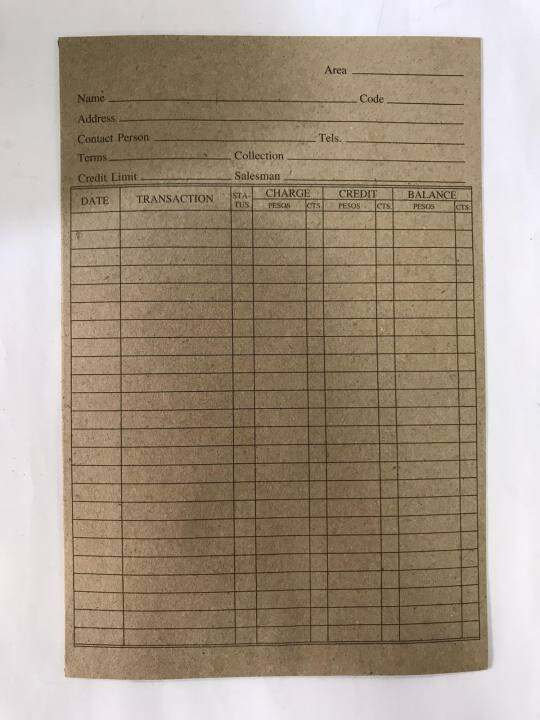 Area
Name Code
Address
Contact Person Tels.
Terms Collection
Credit Limit Salesman
DATE TRANSACTION STA-TUS CHARGE CREDIT BALANCE
PESOS CTS. PESOS CTS. PESOS CTS.